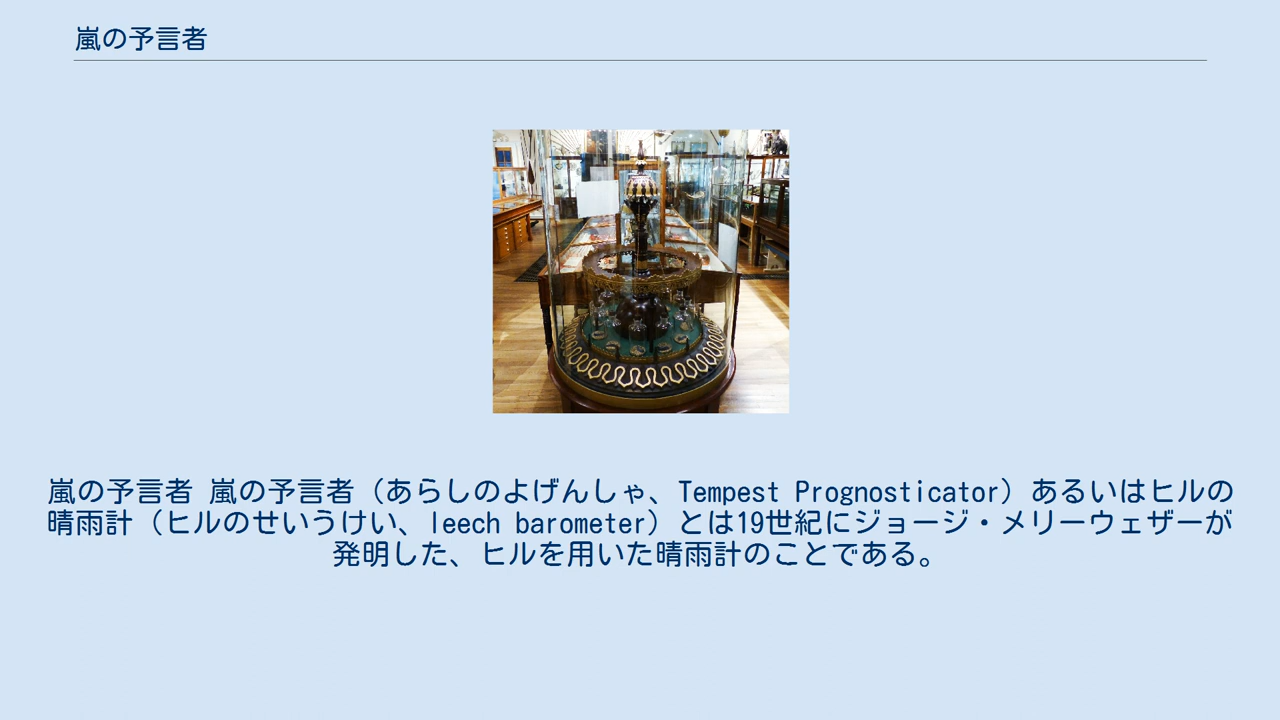 嵐の予言者
嵐の予言者 嵐の予言者（あらしのよげんしゃ、Tempest Prognosticator）あるいはヒルの
晴雨計（ヒルのせいうけい、leech barometer）とは19世紀にジョージ・メリーウェザーが
発明した、ヒルを用いた晴雨計のことである。